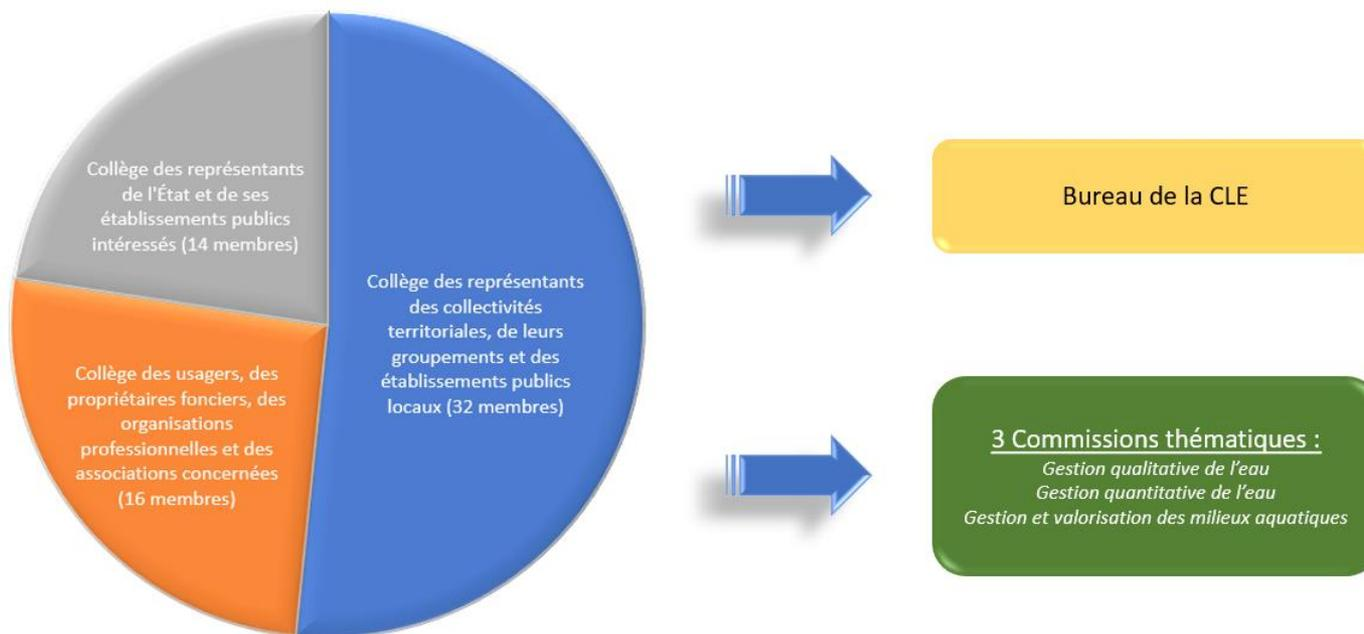 Collège des représentants
de l'État et de ses
établissements publics
intéressés (14 membres)
Collège des usagers, des
propriétaires fonciers, des
organisations
professionnelles et des
associations concernées
(16 membres)
Collège des représentants
des collectivités
territoriales, de leurs
groupements et des
établissements publics
locaux (32 membres)
Bureau de la CLE
3 Commissions thématiques :
Gestion qualitative de l’eau
Gestion quantitative de l’eau
Gestion et valorisation des milieux aquatiques